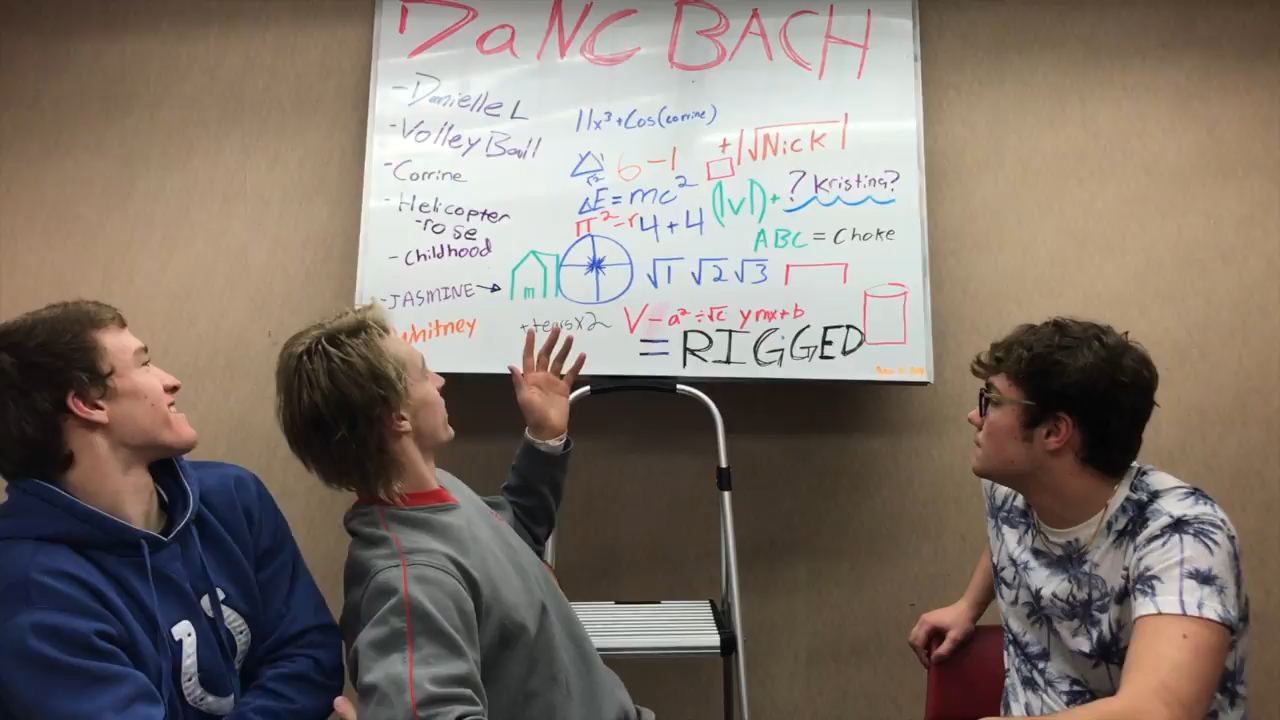 DaNC BACH
- Danielle L
- Volley Ball
- Corrine
- Helicopter
- rose
- Childhood
- JASMINE →
Whitney
11x³ + Cos(corrine)
6 - 1
+|√Nick|
ΔE = mc²
(|v|) + ? Kristing?
π² - r 4 + 4
ABC = Choke
m
√1 √2 √3
+tears x2
V - a² ÷ √c y mx+b
= RIGGED